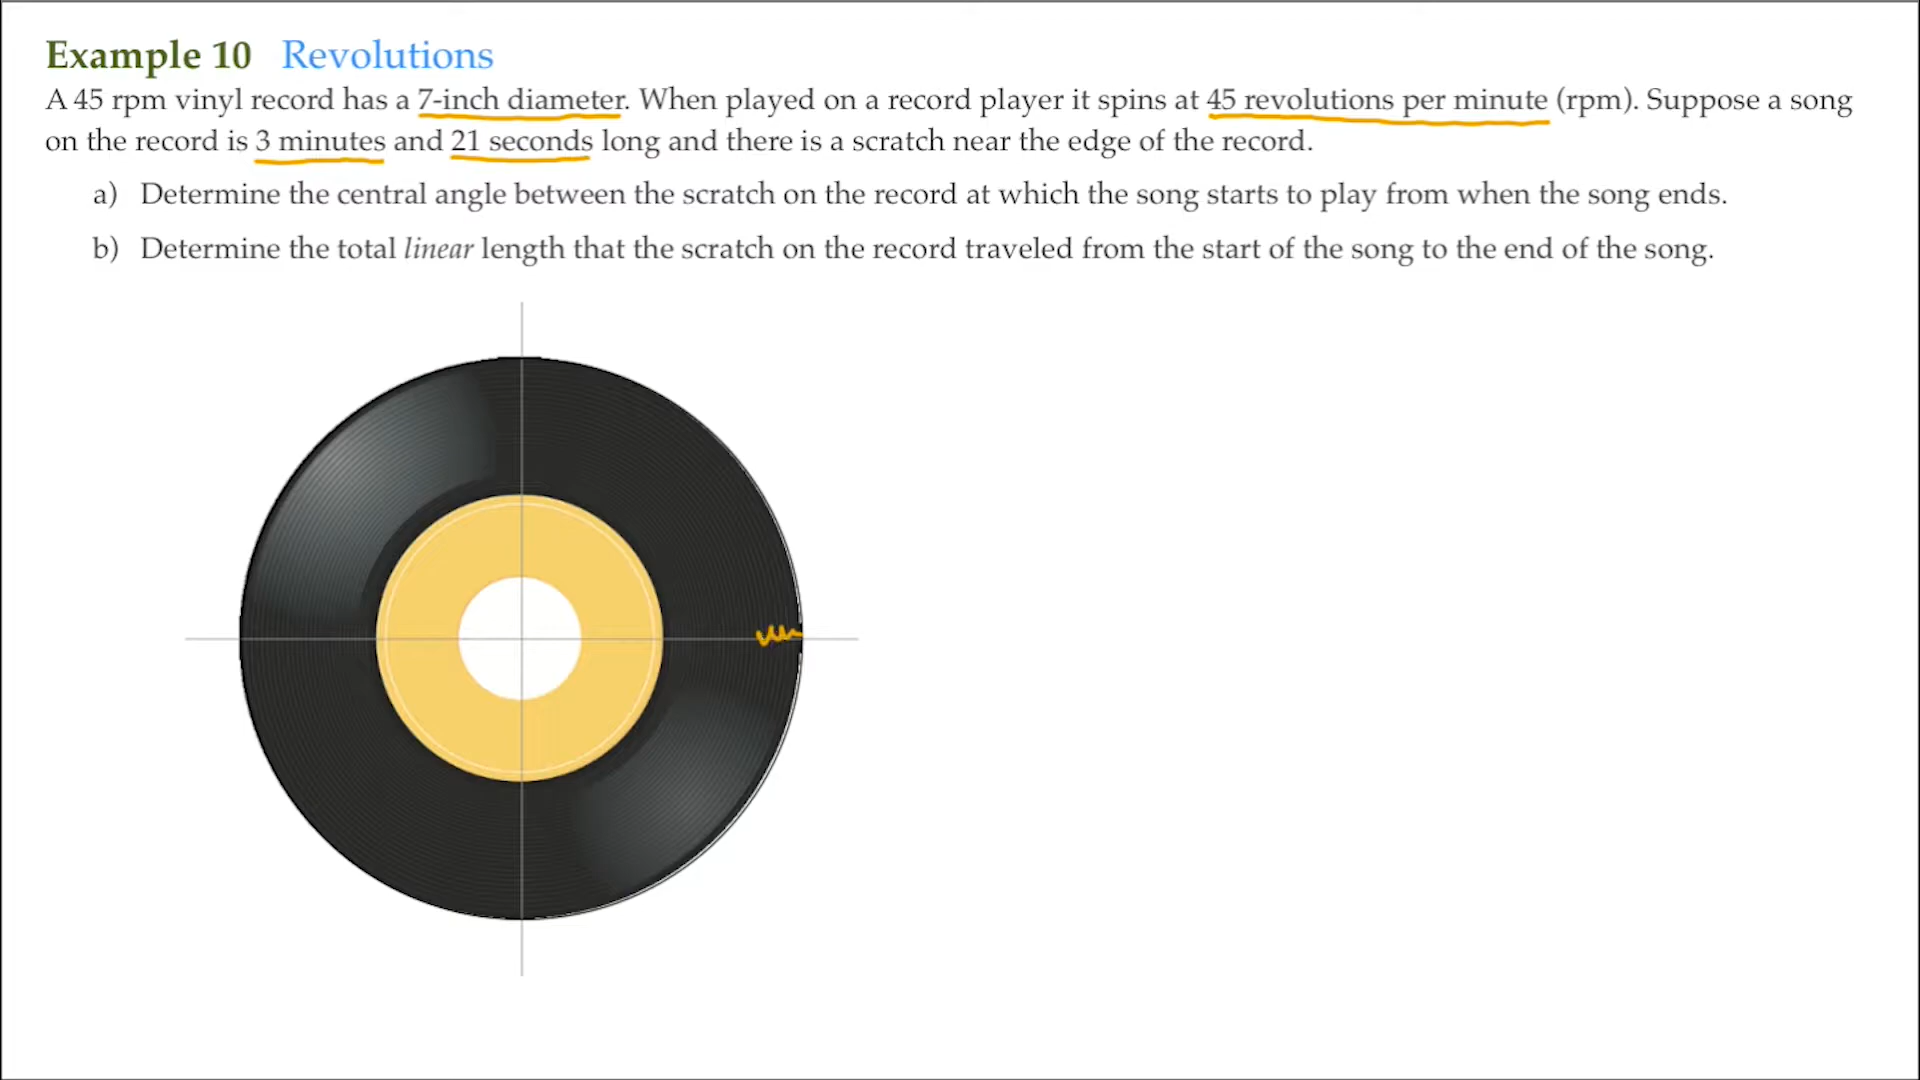 Example 10 Revolutions
A 45 rpm vinyl record has a 7-inch diameter. When played on a record player it spins at 45 revolutions per minute (rpm). Suppose a song
on the record is 3 minutes and 21 seconds long and there is a scratch near the edge of the record.
a) Determine the central angle between the scratch on the record at which the song starts to play from when the song ends.
b) Determine the total linear length that the scratch on the record traveled from the start of the song to the end of the song.